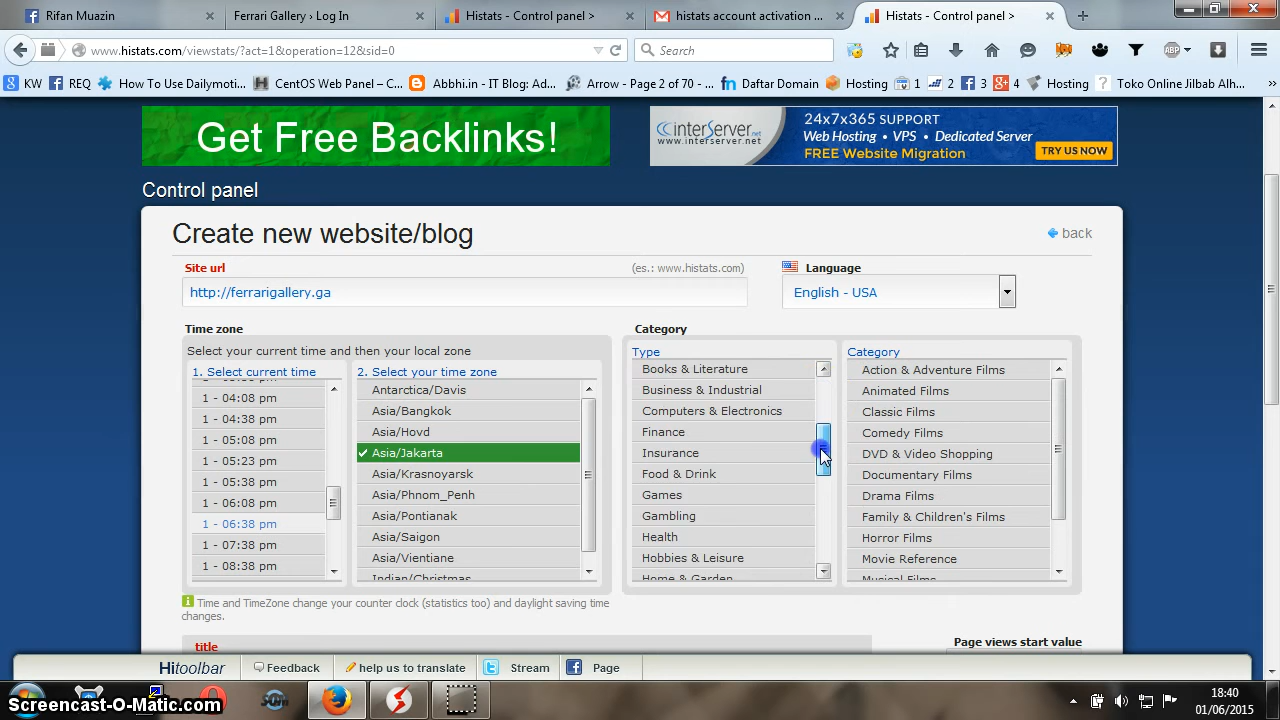 Rifan Muazin
Ferrari Gallery › Log In
Histats - Control panel >
histats account activation ...
Histats - Control panel >
www.histats.com/viewstats/?act=1&operation=12&sid=0
Search
ABP
KW
REQ
How To Use Dailymoti...
CentOS Web Panel – C...
Abbhi.in - IT Blog: Ad...
Arrow - Page 2 of 70 - ...
Daftar Domain
Hosting
1
2
3
4
Hosting
Toko Online Jilbab Alh...
Get Free Backlinks!
interServer.net
www.interserver.net
24x7x365 SUPPORT
Web Hosting • VPS • Dedicated Server
FREE Website Migration
TRY US NOW
Control panel
Create new website/blog
back
Site url
(es.: www.histats.com)
Language
http://ferrarigallery.ga
English - USA
Time zone
Category
Select your current time and then your local zone
1. Select current time
2. Select your time zone
Type
Category
1 - 04:08 pm
1 - 04:38 pm
1 - 05:08 pm
1 - 05:23 pm
1 - 05:38 pm
1 - 06:08 pm
1 - 06:38 pm
1 - 07:38 pm
1 - 08:38 pm
Antarctica/Davis
Asia/Bangkok
Asia/Hovd
Asia/Jakarta
Asia/Krasnoyarsk
Asia/Phnom_Penh
Asia/Pontianak
Asia/Saigon
Asia/Vientiane
Indian/Christmas
Books & Literature
Business & Industrial
Computers & Electronics
Finance
Insurance
Food & Drink
Games
Gambling
Health
Hobbies & Leisure
Home & Garden
Action & Adventure Films
Animated Films
Classic Films
Comedy Films
DVD & Video Shopping
Documentary Films
Drama Films
Family & Children's Films
Horror Films
Movie Reference
Musical Films
Time and TimeZone change your counter clock (statistics too) and daylight saving time
changes.
title
Page views start value
Hitoolbar
Feedback
help us to translate
Stream
Page
Screencast-O-Matic.com
18:40
01/06/2015